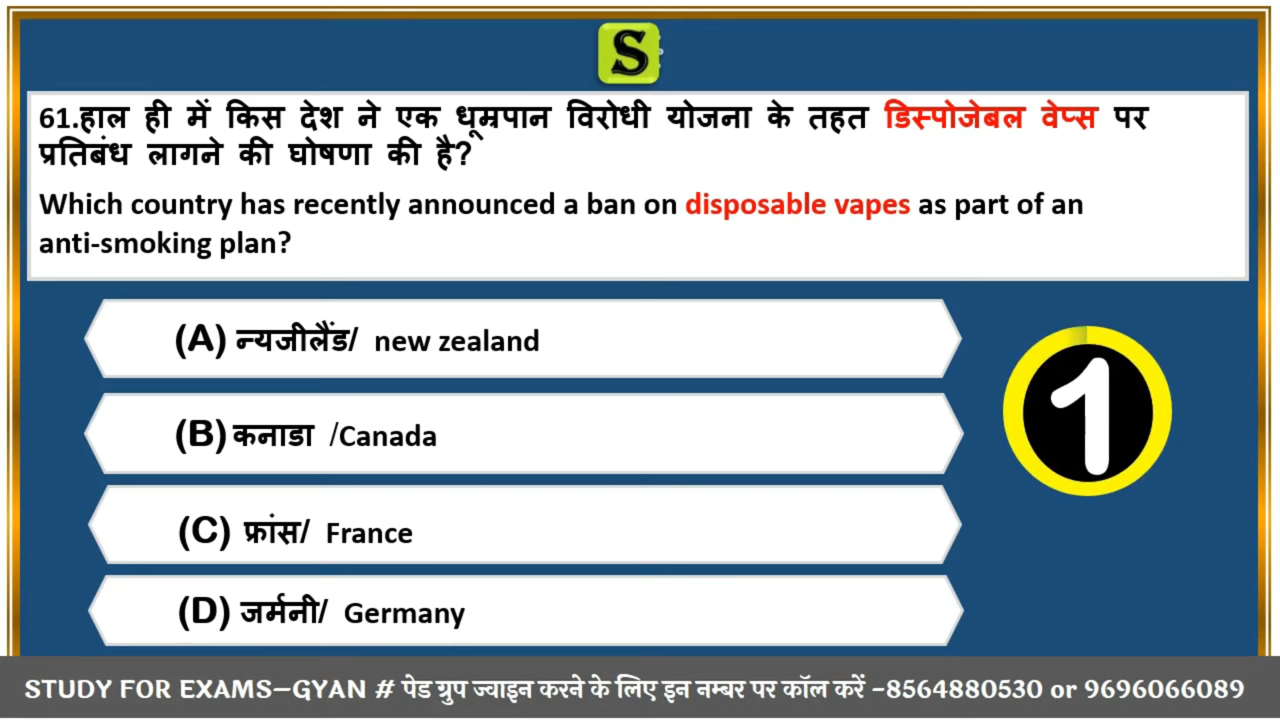 S
61.हाल ही में किस देश ने एक धूम्रपान विरोधी योजना के तहत डिस्पोजेबल वेप्स पर
प्रतिबंध लागने की घोषणा की है?
Which country has recently announced a ban on disposable vapes as part of an
anti-smoking plan?
(A) न्यजीलैंड/ new zealand
(B) कनाडा /Canada
1
(C) फ्रांस/ France
(D) जर्मनी/ Germany
STUDY FOR EXAMS–GYAN # पेड ग्रुप ज्वाइन करने के लिए इन नम्बर पर कॉल करें -8564880530 or 9696066089